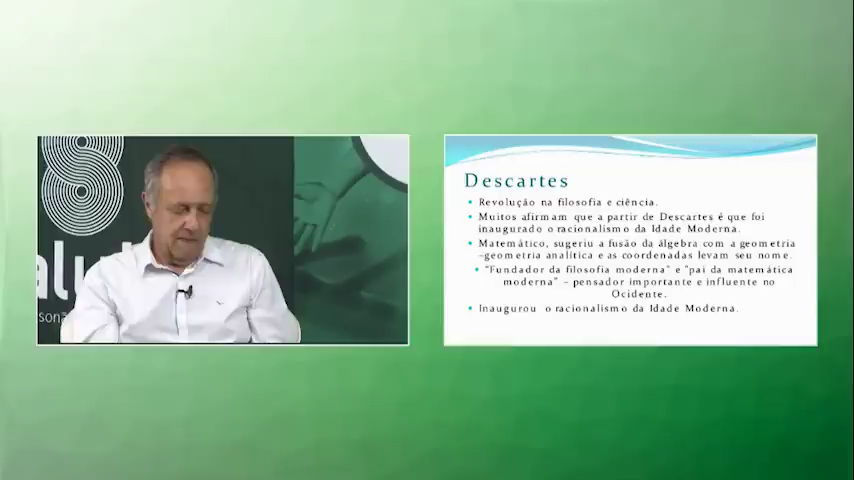 alu
son
Descartes
• Revolução na filosofia e ciência.
• Muitos afirmam que a partir de Descartes é que foi
inaugurado o racionalismo da Idade Moderna.
• Matemático, sugeriu a fusão da álgebra com a geometria
–geometria analítica e as coordenadas levam seu nome.
• "Fundador da filosofia moderna" e "pai da matemática
moderna" – pensador importante e influente no
Ocidente.
• Inaugurou o racionalismo da Idade Moderna.